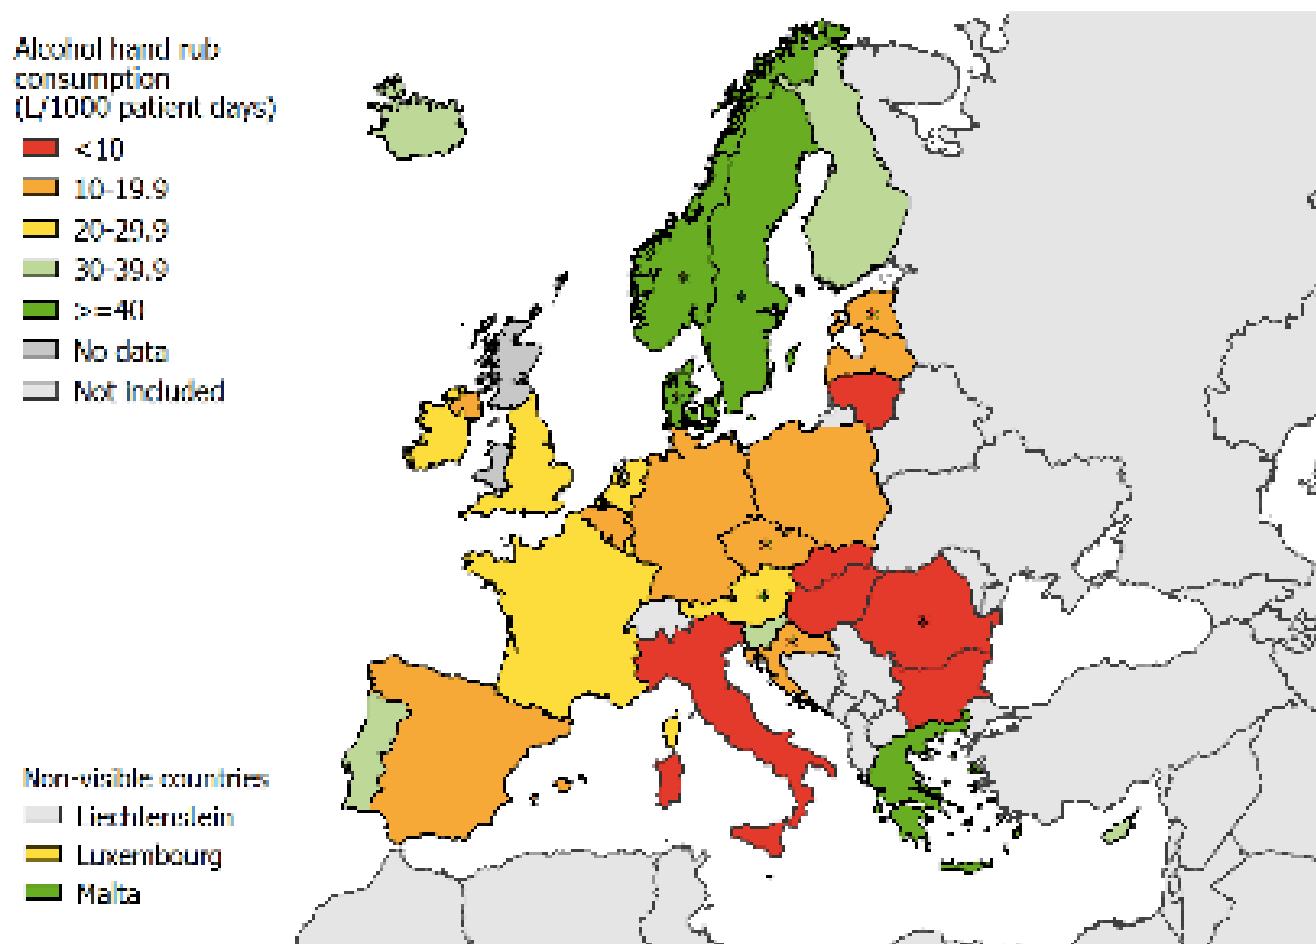 Alcohol hand rub
consumption
(L/1000 patient days)
<10
10-19.9
20-29.9
30-39.9
>=40
No data
Not included
Non-visible countries
Liechtenstein
Luxembourg
Malta